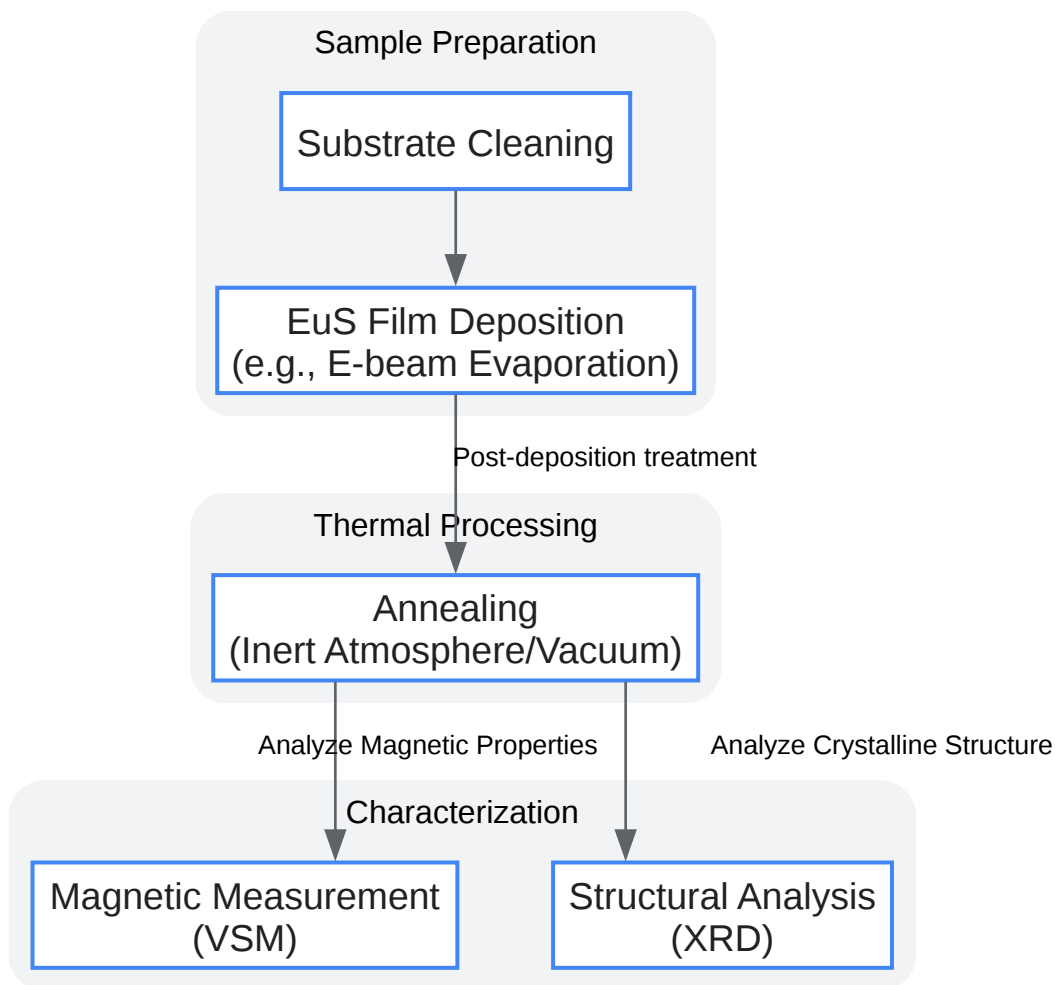 Sample Preparation
Substrate Cleaning
EuS Film Deposition
(e.g., E-beam Evaporation)
Post-deposition treatment
Thermal Processing
Annealing
(Inert Atmosphere/Vacuum)
Analyze Magnetic Properties
Analyze Crystalline Structure
Characterization
Magnetic Measurement
(VSM)
Structural Analysis
(XRD)